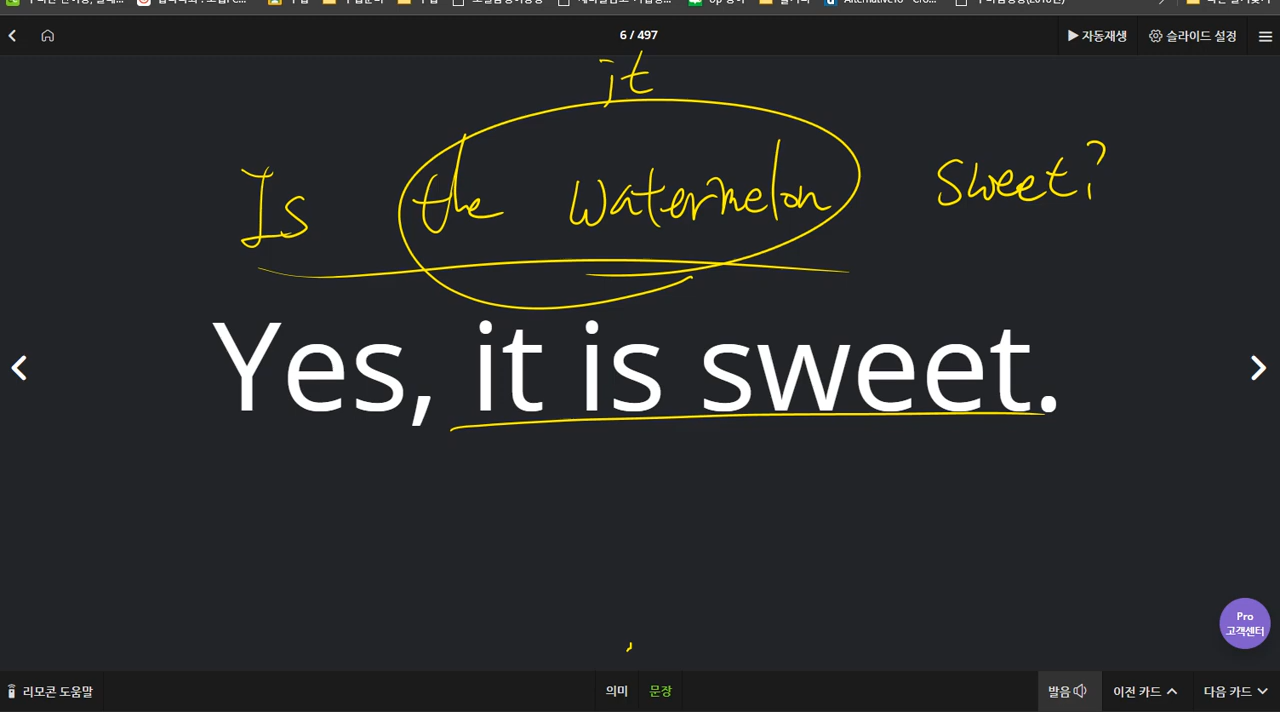 6 / 497
자동재생
슬라이드 설정
it
Is the watermelon sweet?
Yes, it is sweet.
Pro
고객센터
리모콘 도움말
의미
문장
발음
이전 카드
다음 카드